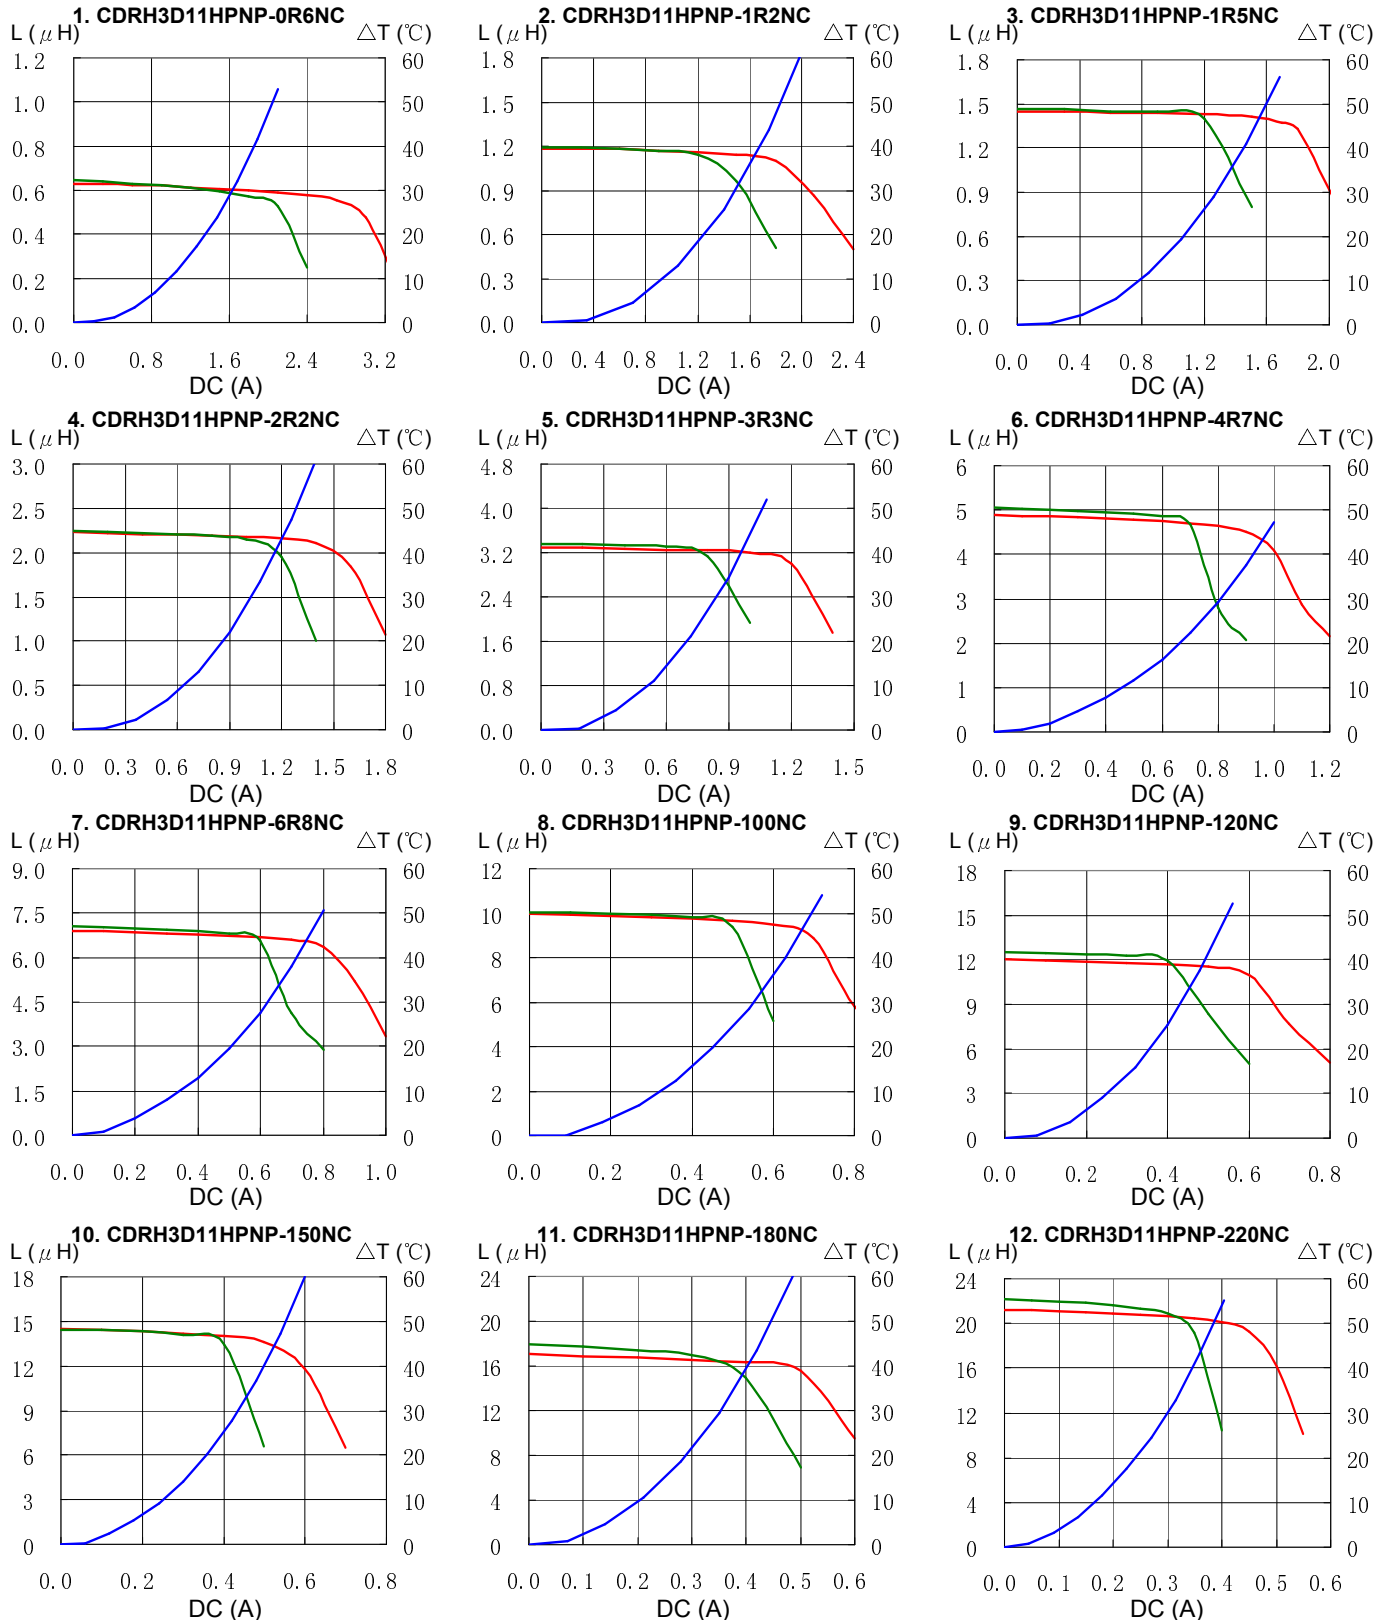 1. CDRH3D11HPNP-0R6NC
L (μH) △T (℃)
1.2 60
1.0 50
0.8 40
0.6 30
0.4 20
0.2 10
0.0 0
0.0 0.8 1.6 2.4 3.2
DC (A)
2. CDRH3D11HPNP-1R2NC
L (μH) △T (℃)
1.8 60
1.5 50
1.2 40
0.9 30
0.6 20
0.3 10
0.0 0
0.0 0.4 0.8 1.2 1.6 2.0 2.4
DC (A)
3. CDRH3D11HPNP-1R5NC
L (μH) △T (℃)
1.8 60
1.5 50
1.2 40
0.9 30
0.6 20
0.3 10
0.0 0
0.0 0.4 0.8 1.2 1.6 2.0
DC (A)
4. CDRH3D11HPNP-2R2NC
L (μH) △T (℃)
3.0 60
2.5 50
2.0 40
1.5 30
1.0 20
0.5 10
0.0 0
0.0 0.3 0.6 0.9 1.2 1.5 1.8
DC (A)
5. CDRH3D11HPNP-3R3NC
L (μH) △T (℃)
4.8 60
4.0 50
3.2 40
2.4 30
1.6 20
0.8 10
0.0 0
0.0 0.3 0.6 0.9 1.2 1.5
DC (A)
6. CDRH3D11HPNP-4R7NC
L (μH) △T (℃)
6 60
5 50
4 40
3 30
2 20
1 10
0 0
0.0 0.2 0.4 0.6 0.8 1.0 1.2
DC (A)
7. CDRH3D11HPNP-6R8NC
L (μH) △T (℃)
9.0 60
7.5 50
6.0 40
4.5 30
3.0 20
1.5 10
0.0 0
0.0 0.2 0.4 0.6 0.8 1.0
DC (A)
8. CDRH3D11HPNP-100NC
L (μH) △T (℃)
12 60
10 50
8 40
6 30
4 20
2 10
0 0
0.0 0.2 0.4 0.6 0.8
DC (A)
9. CDRH3D11HPNP-120NC
L (μH) △T (℃)
18 60
15 50
12 40
9 30
6 20
3 10
0 0
0.0 0.2 0.4 0.6 0.8
DC (A)
10. CDRH3D11HPNP-150NC
L (μH) △T (℃)
18 60
15 50
12 40
9 30
6 20
3 10
0 0
0.0 0.2 0.4 0.6 0.8
DC (A)
11. CDRH3D11HPNP-180NC
L (μH) △T (℃)
24 60
20 50
16 40
12 30
8 20
4 10
0 0
0.0 0.1 0.2 0.3 0.4 0.5 0.6
DC (A)
12. CDRH3D11HPNP-220NC
L (μH) △T (℃)
24 60
20 50
16 40
12 30
8 20
4 10
0 0
0.0 0.1 0.2 0.3 0.4 0.5 0.6
DC (A)